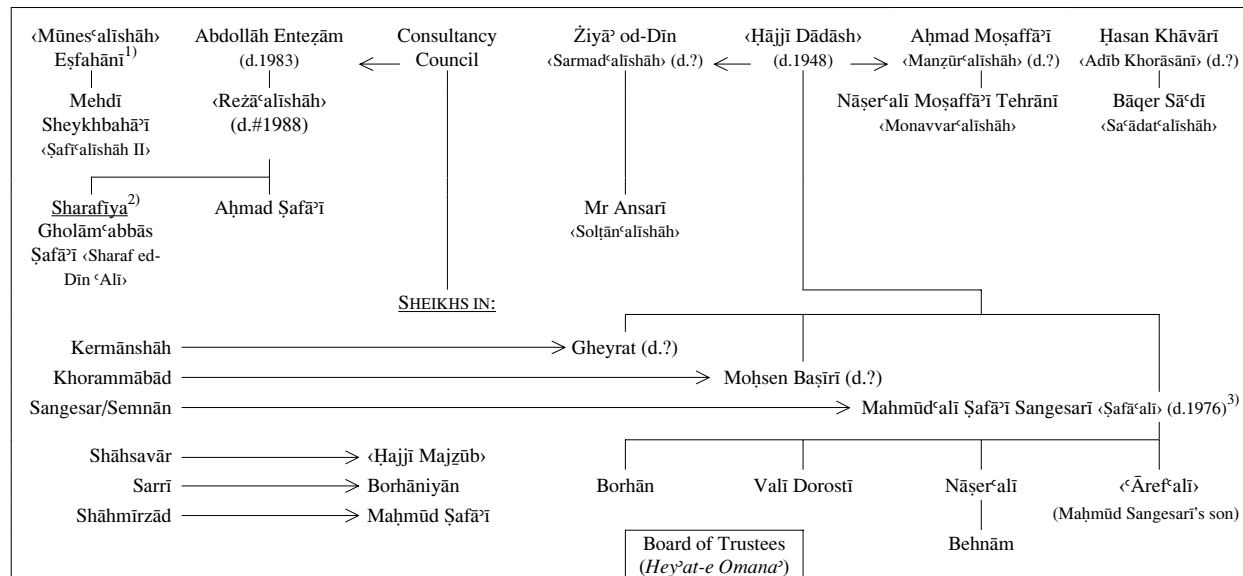 ‹Mūnesʿalīshāh› Abdollāh Enteẓām Consultancy Żiyāʾ od-Dīn ‹Ḥājjī Dādāsh› Aḥmad Moṣaffāʾī Ḥasan Khāvārī
Eṣfahānī1) (d.1983) Council ‹Sarmadʿalīshāh› (d.?) (d.1948) ‹Manẓūrʿalīshāh› (d.?) ‹Adīb Khorāsānī› (d.?)
Mehdī ‹Reżāʿalīshāh› Nāṣerʿalī Moṣaffāʾī Tehrānī Bāqer Sāʿdī
Sheykhbahāʾī (d.#1988) ‹Monavvarʿalīshāh› ‹Saʿādatʿalīshāh›
‹Ṣafīʿalīshāh II›
Sharafīya2) Aḥmad Ṣafāʾī Mr Ansarī
Gholāmʿabbās ‹Solṭānʿalīshāh›
Ṣafāʾī ‹Sharaf ed-
Dīn ʿAlī›
SHEIKHS IN:
Kermānshāh Gheyrat (d.?)
Khorammābād Moḥsen Baṣīrī (d.?)
Sangesar/Semnān Mahmūdʿalī Ṣafāʾī Sangesarī ‹Ṣafāʿalī› (d.1976)3)
Shāhsavār ‹Ḥajjī Majẕūb›
Sarrī Borhāniyān Borhān Valī Dorostī Nāṣerʿalī ‹ʿĀrefʿalī›
Shāhmīrzād Maḥmūd Ṣafāʾī (Maḥmūd Sangesarī's son)
Board of Trustees Behnām
(Heyʾat-e Omanaʾ)